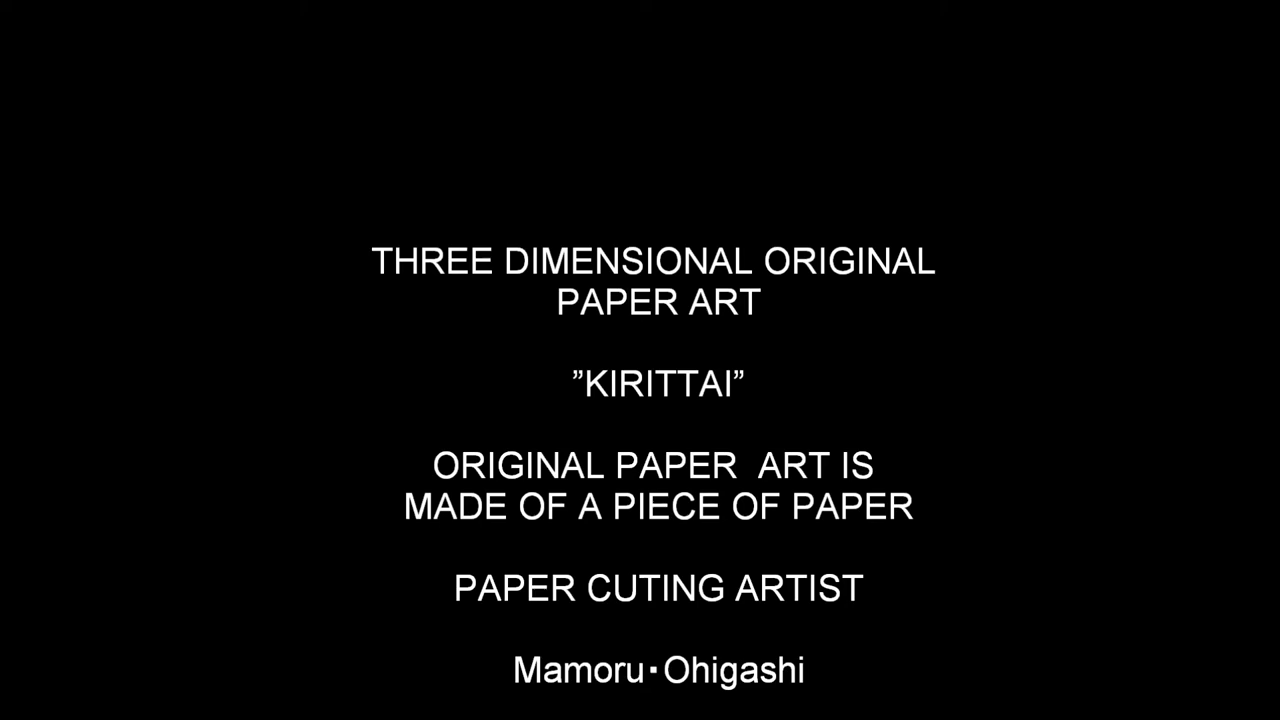 THREE DIMENSIONAL ORIGINAL
PAPER ART
”KIRITTAI”
ORIGINAL PAPER  ART IS
MADE OF A PIECE OF PAPER
PAPER CUTING ARTIST
Mamoru・Ohigashi